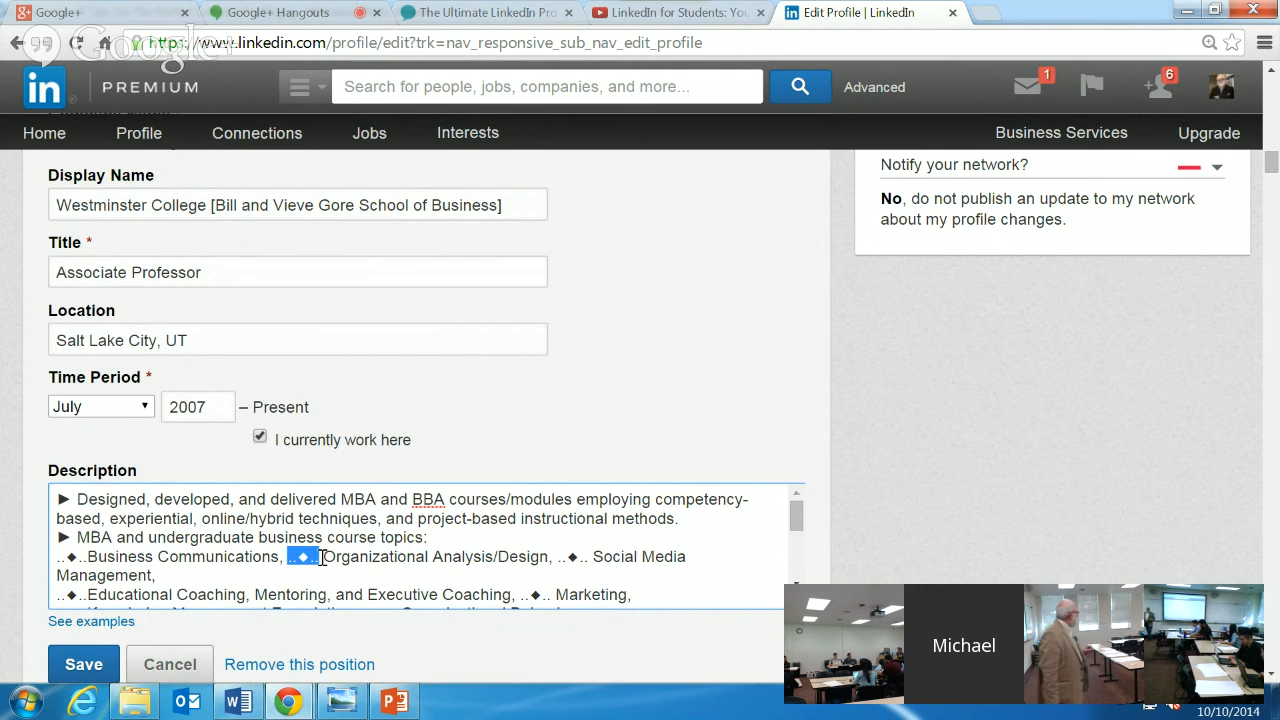 Google+
Google+ Hangouts
The Ultimate LinkedIn Pro
LinkedIn for Students: You
Edit Profile | LinkedIn
Google+
https://www.linkedin.com/profile/edit?trk=nav_responsive_sub_nav_edit_profile
in PREMIUM
Search for people, jobs, companies, and more...
Advanced
1
6
Home Profile Connections Jobs Interests
Business Services Upgrade
Display Name
Westminster College [Bill and Vieve Gore School of Business]
Title *
Associate Professor
Location
Salt Lake City, UT
Time Period *
July 2007 – Present
I currently work here
Description
► Designed, developed, and delivered MBA and BBA courses/modules employing competency-
based, experiential, online/hybrid techniques, and project-based instructional methods.
► MBA and undergraduate business course topics:
..◆..Business Communications, ..◆..Organizational Analysis/Design, ..◆.. Social Media
Management,
..◆..Educational Coaching, Mentoring, and Executive Coaching, ..◆.. Marketing,
See examples
Save Cancel Remove this position
Notify your network?
No, do not publish an update to my network
about my profile changes.
Michael
10/10/2014